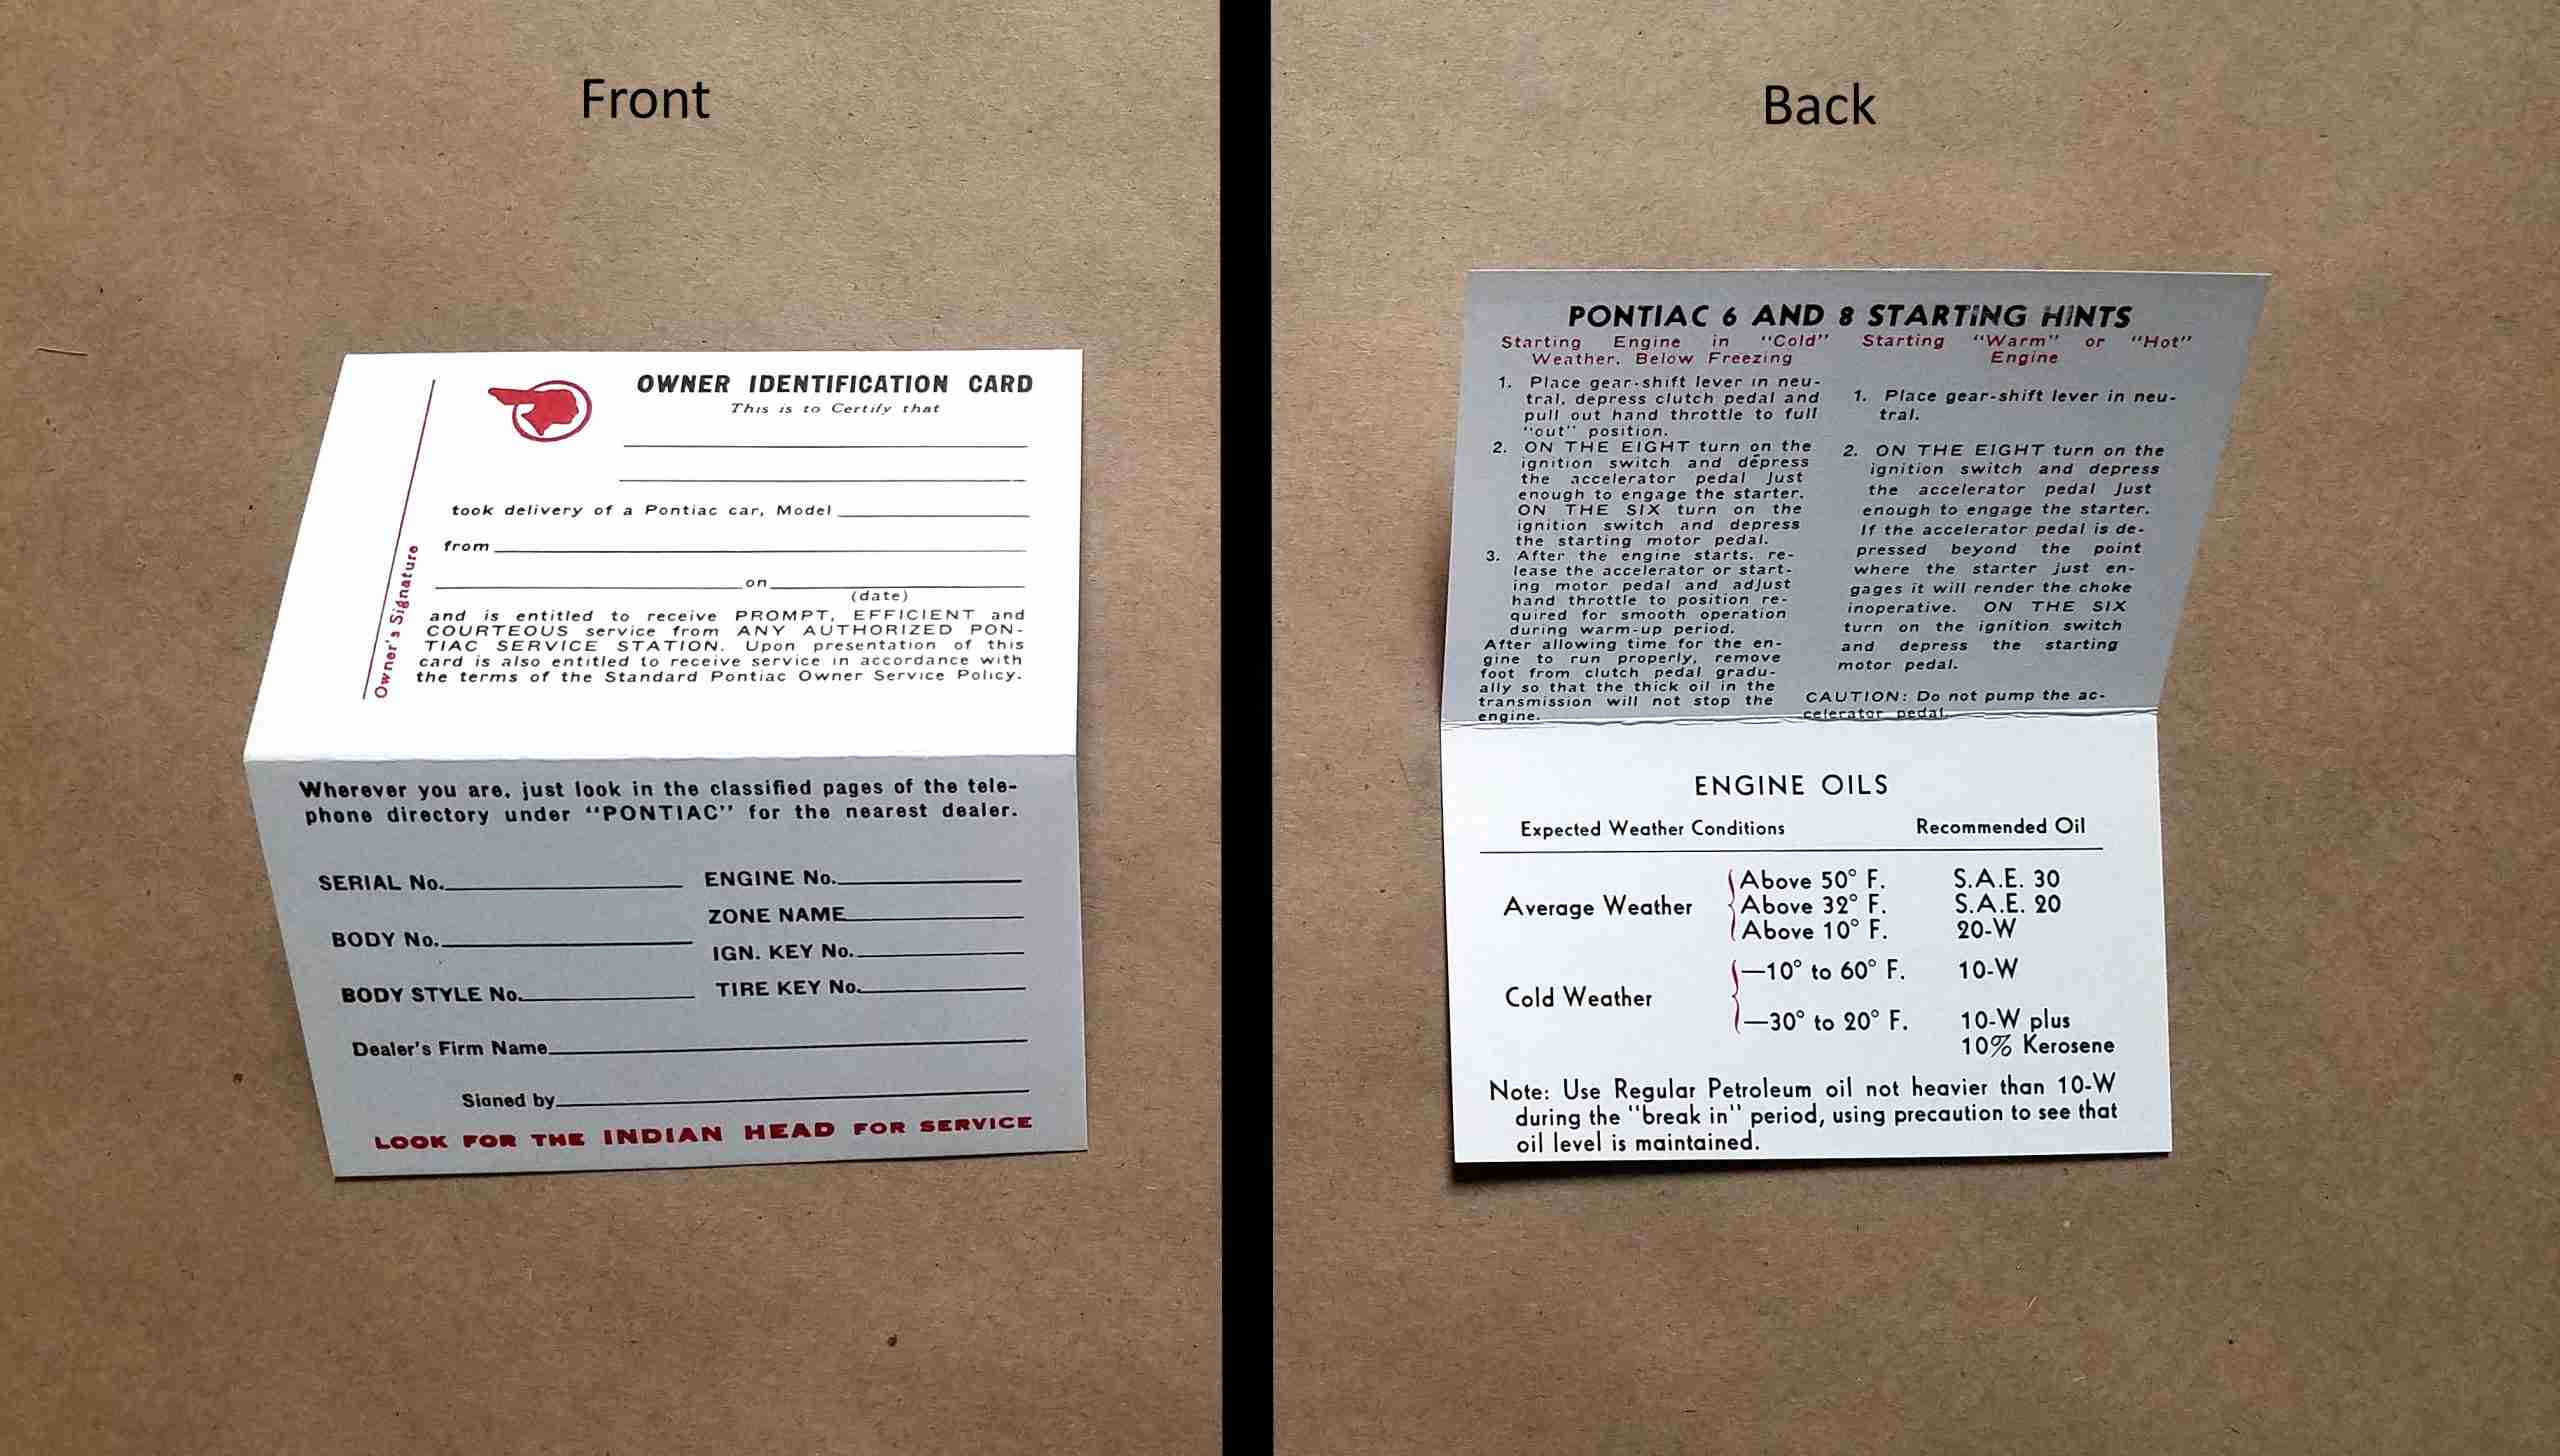 Front
OWNER IDENTIFICATION CARD
This is to Certify that
took delivery of a Pontiac car, Model
from
on
(date)
and is entitled to receive PROMPT, EFFICIENT and
COURTEOUS service from ANY AUTHORIZED PON-
TIAC SERVICE STATION. Upon presentation of this
card is also entitled to receive service in accordance with
the terms of the Standard Pontiac Owner Service Policy.
Owner's Signature
Wherever you are, just look in the classified pages of the tele-
phone directory under "PONTIAC" for the nearest dealer.
SERIAL No.
BODY No.
BODY STYLE No.
ENGINE No.
ZONE NAME
IGN. KEY No.
TIRE KEY No.
Dealer's Firm Name
Signed by
LOOK FOR THE INDIAN HEAD FOR SERVICE
Back
PONTIAC 6 AND 8 STARTING HINTS
Starting Engine in "Cold"
Weather, Below Freezing
1. Place gear-shift lever in neu-
tral, depress clutch pedal and
pull out hand throttle to full
"out" position.
2. ON THE EIGHT turn on the
ignition switch and depress
the accelerator pedal just
enough to engage the starter.
ON THE SIX turn on the
ignition switch and depress
the starting motor pedal.
3. After the engine starts, re-
lease the accelerator or start-
ing motor pedal and adjust
hand throttle to position re-
quired for smooth operation
during warm-up period.
After allowing time for the en-
gine to run properly, remove
foot from clutch pedal gradu-
ally so that the thick oil in the
transmission will not stop the
engine.
Starting "Warm" or "Hot"
Engine
1. Place gear-shift lever in neu-
tral.
2. ON THE EIGHT turn on the
ignition switch and depress
the accelerator pedal just
enough to engage the starter.
If the accelerator pedal is de-
pressed beyond the point
where the starter just en-
gages it will render the choke
inoperative. ON THE SIX
turn on the ignition switch
and depress the starting
motor pedal.
CAUTION: Do not pump the ac-
celerator pedal.
ENGINE OILS
Expected Weather Conditions Recommended Oil
Average Weather
Above 50° F. S.A.E. 30
Above 32° F. S.A.E. 20
Above 10° F. 20-W
Cold Weather
—10° to 60° F. 10-W
—30° to 20° F. 10-W plus
10% Kerosene
Note: Use Regular Petroleum oil not heavier than 10-W
during the "break in" period, using precaution to see that
oil level is maintained.